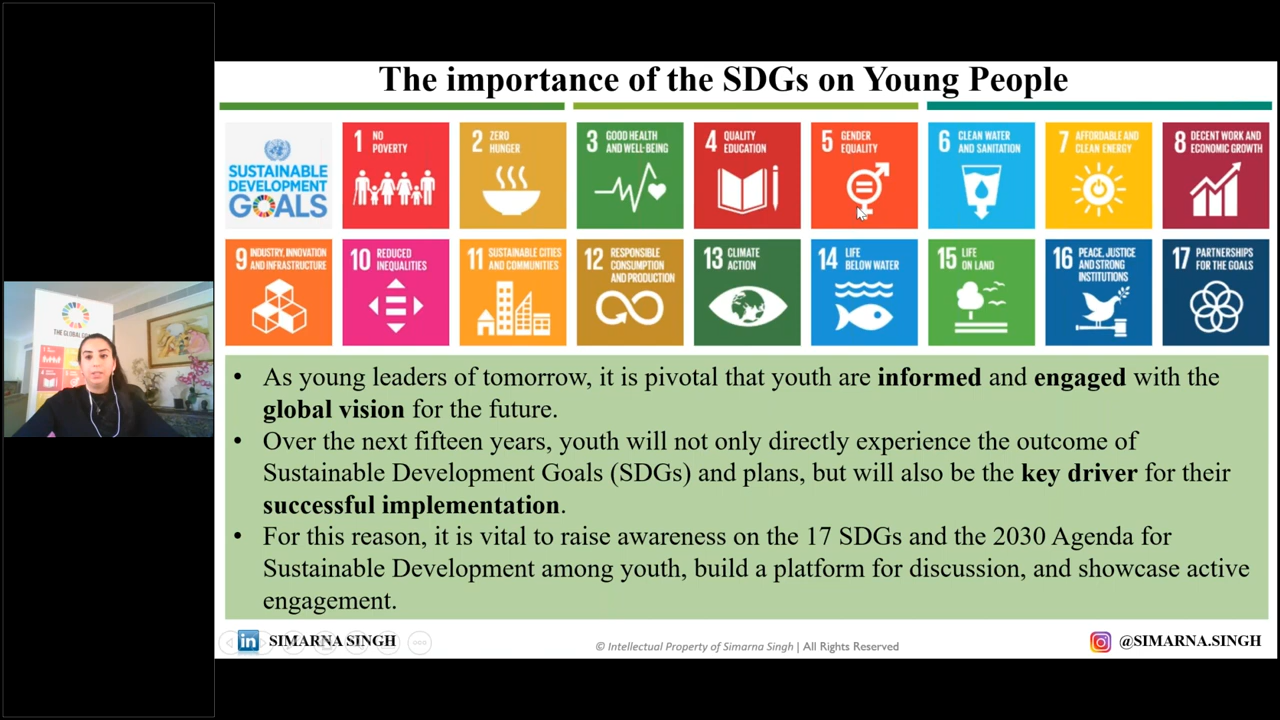 The importance of the SDGs on Young People
SUSTAINABLE
DEVELOPMENT
GOALS
1 NO
POVERTY
2 ZERO
HUNGER
3 GOOD HEALTH
AND WELL-BEING
4 QUALITY
EDUCATION
5 GENDER
EQUALITY
6 CLEAN WATER
AND SANITATION
7 AFFORDABLE AND
CLEAN ENERGY
8 DECENT WORK AND
ECONOMIC GROWTH
9 INDUSTRY, INNOVATION
AND INFRASTRUCTURE
10 REDUCED
INEQUALITIES
11 SUSTAINABLE CITIES
AND COMMUNITIES
12 RESPONSIBLE
CONSUMPTION
AND PRODUCTION
13 CLIMATE
ACTION
14 LIFE
BELOW WATER
15 LIFE
ON LAND
16 PEACE, JUSTICE
AND STRONG
INSTITUTIONS
17 PARTNERSHIPS
FOR THE GOALS
THE GLOBAL
• As young leaders of tomorrow, it is pivotal that youth are informed and engaged with the
global vision for the future.
• Over the next fifteen years, youth will not only directly experience the outcome of
Sustainable Development Goals (SDGs) and plans, but will also be the key driver for their
successful implementation.
• For this reason, it is vital to raise awareness on the 17 SDGs and the 2030 Agenda for
Sustainable Development among youth, build a platform for discussion, and showcase active
engagement.
in SIMARNA SINGH
© Intellectual Property of Simarna Singh | All Rights Reserved
@SIMARNA.SINGH